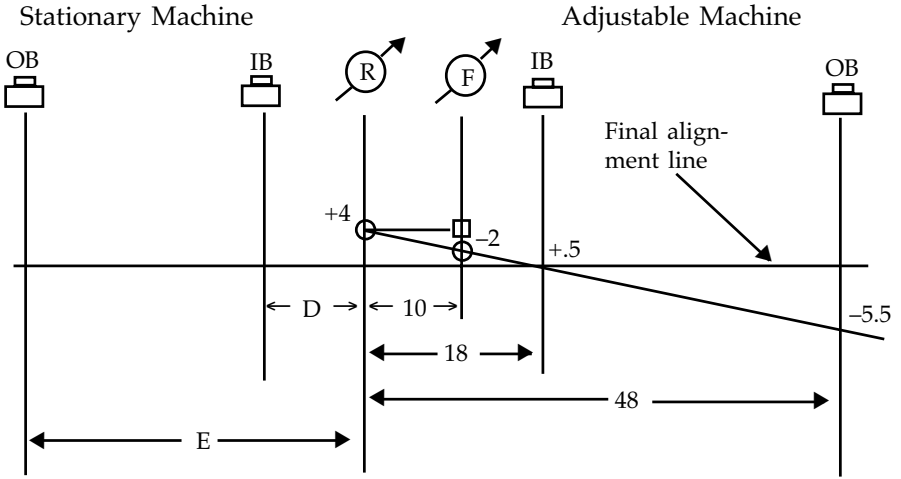 Stationary Machine
Adjustable Machine
OB
IB
R
F
IB
OB
Final align-
ment line
+4
–2
+.5
–5.5
D
10
18
48
E